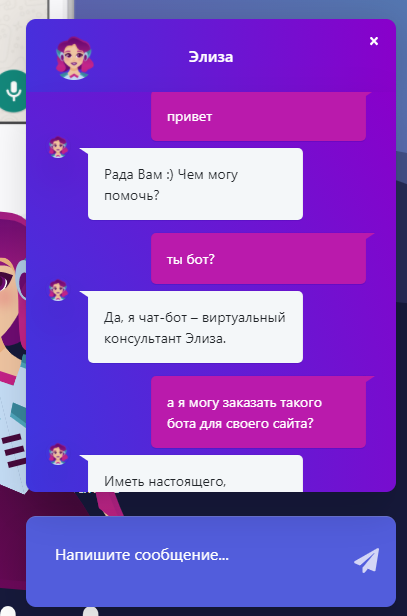 Элиза
привет
Рада Вам :) Чем могу
помочь?
ты бот?
Да, я чат-бот – виртуальный
консультант Элиза.
а я могу заказать такого
бота для своего сайта?
Иметь настоящего,
Напишите сообщение...